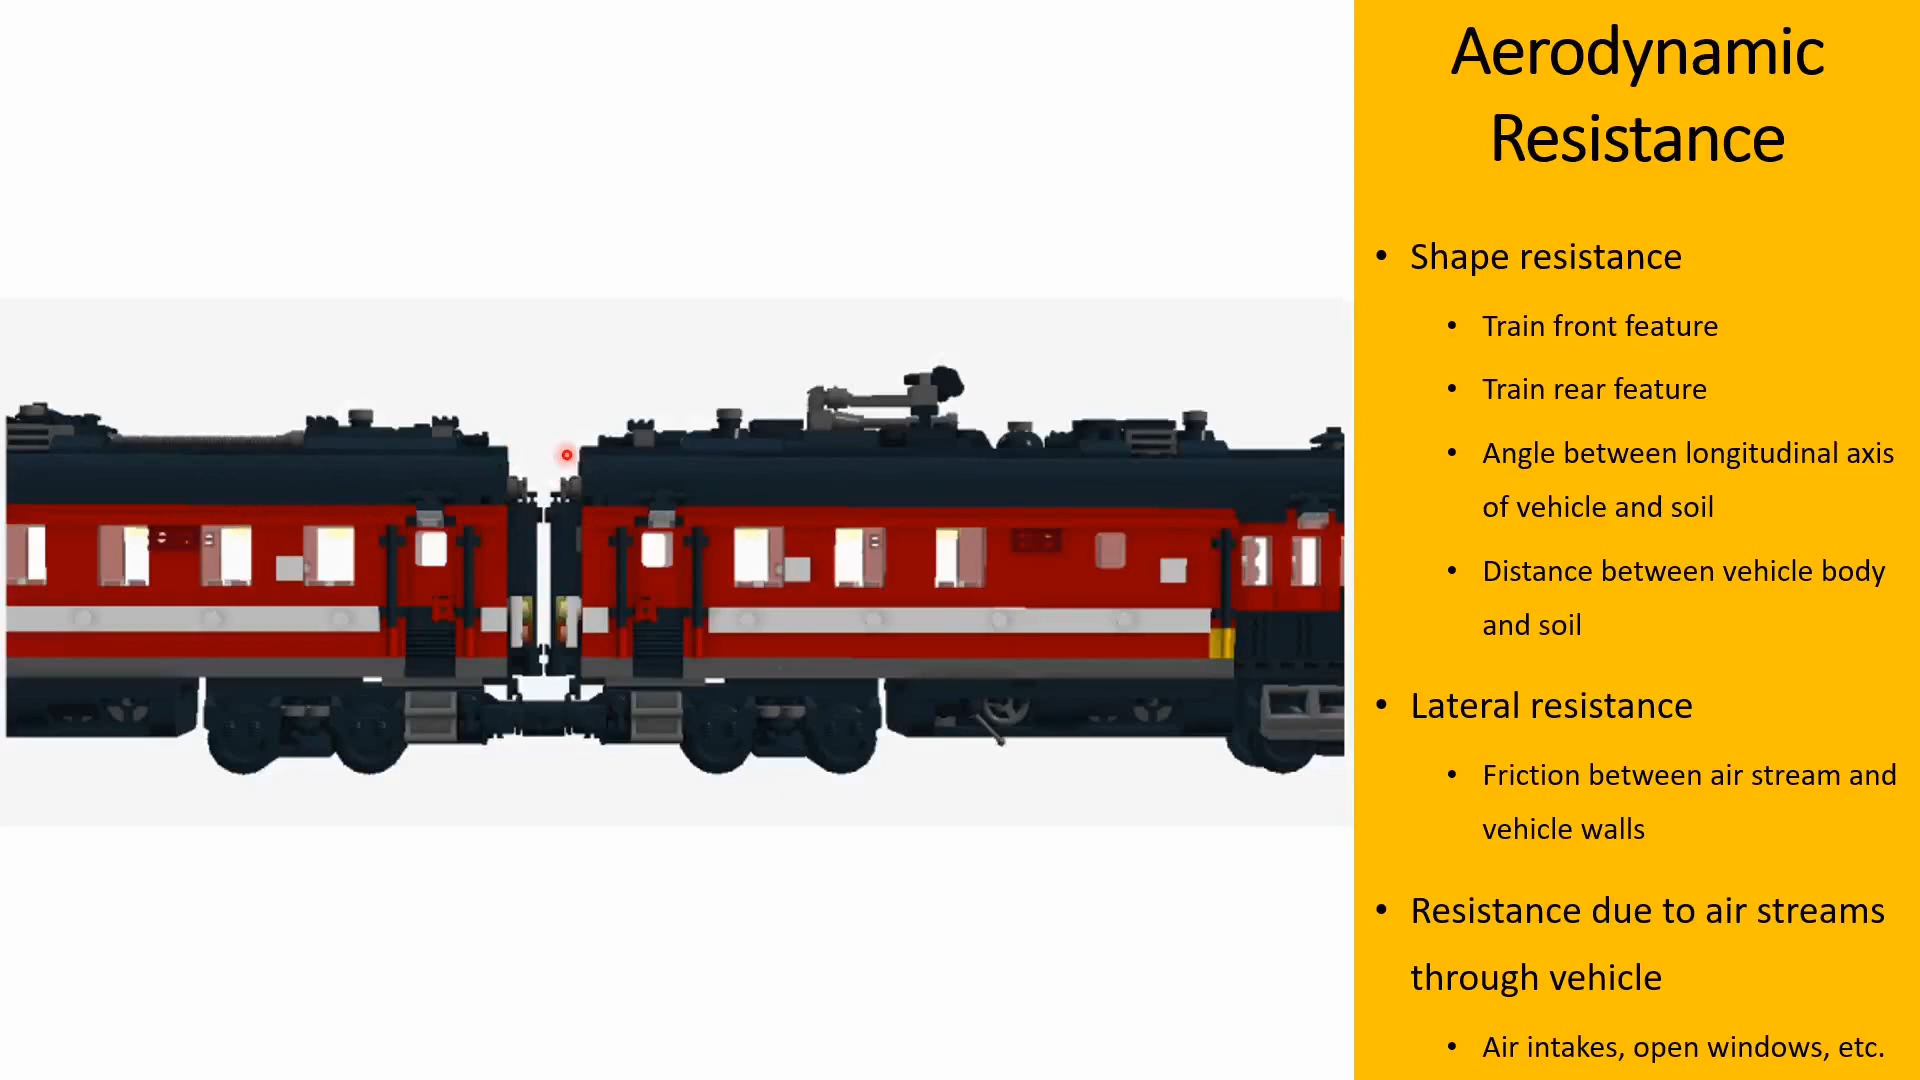 Aerodynamic
Resistance
• Shape resistance
• Train front feature
• Train rear feature
• Angle between longitudinal axis
of vehicle and soil
• Distance between vehicle body
and soil
• Lateral resistance
• Friction between air stream and
vehicle walls
• Resistance due to air streams
through vehicle
• Air intakes, open windows, etc.